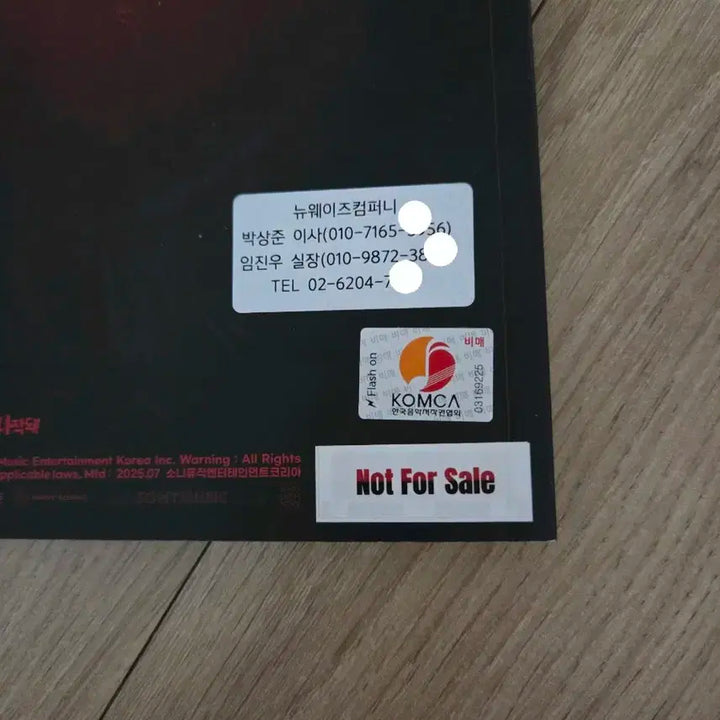 뉴웨이즈컴퍼니
박상준 이사(010-7165- 56)
임진우 실장(010-9872-38
TEL 02-6204-7
비매
Flash on
KOMCA
한국음악저작권협회
03169225
Music Entertainment Korea Inc. Warning : All Rights
applicable laws. Mfd : 2025.07 소니뮤직엔터테인먼트코리아
Not For Sale